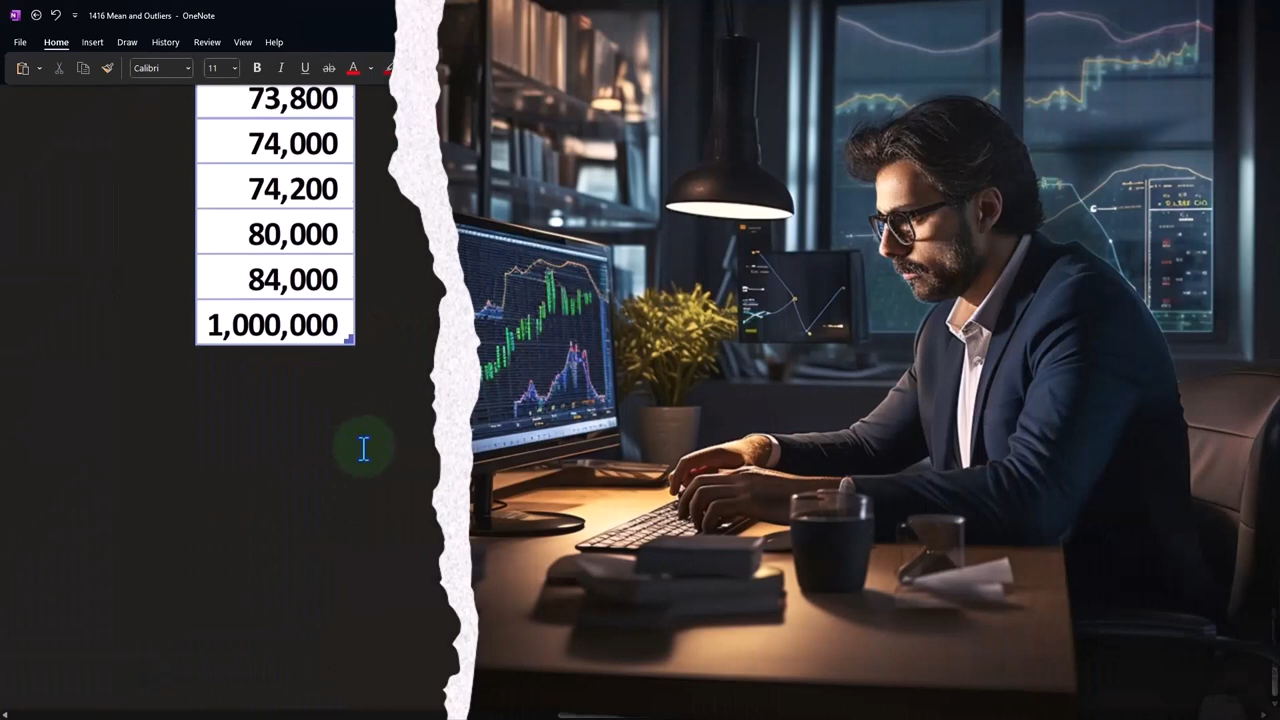 1416 Mean and Outliers - OneNote
File Home Insert Draw History Review View Help
Calibri 11 B I U ab A
73,800
74,000
74,200
80,000
84,000
1,000,000